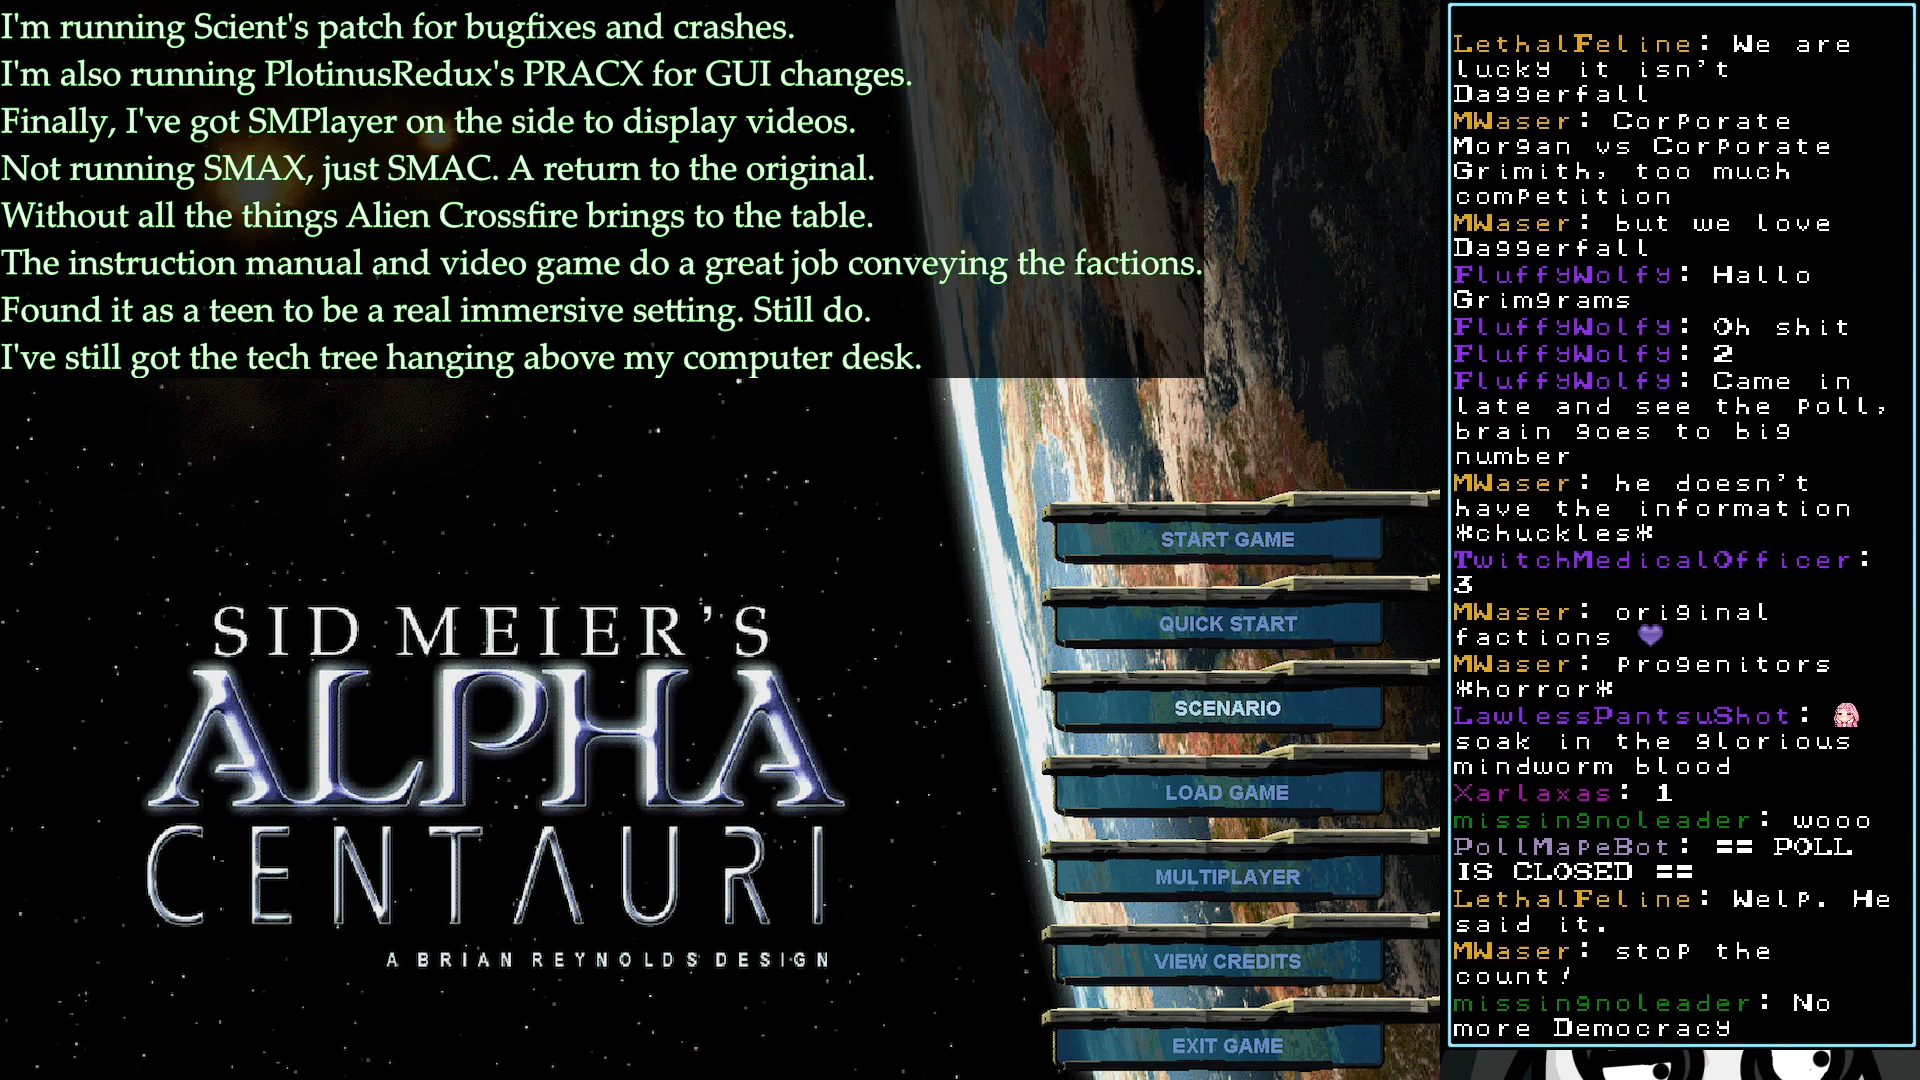 I'm running Scient's patch for bugfixes and crashes.
I'm also running PlotinusRedux's PRACX for GUI changes.
Finally, I've got SMPlayer on the side to display videos.
Not running SMAX, just SMAC. A return to the original.
Without all the things Alien Crossfire brings to the table.
The instruction manual and video game do a great job conveying the factions.
Found it as a teen to be a real immersive setting. Still do.
I've still got the tech tree hanging above my computer desk.
SID MEIER'S
ALPHA
CENTAURI
A BRIAN REYNOLDS DESIGN
START GAME
QUICK START
SCENARIO
LOAD GAME
MULTIPLAYER
VIEW CREDITS
EXIT GAME
LethalFeline: We are
lucky it isn't
Daggerfall
MWaser: Corporate
Morgan vs Corporate
Grimith, too much
competition
MWaser: but we love
Daggerfall
FluffyWolfy: Hallo
Grimgrams
FluffyWolfy: Oh shit
FluffyWolfy: 2
FluffyWolfy: Came in
late and see the poll,
brain goes to big
number
MWaser: he doesn't
have the information
*chuckles*
TwitchMedicalOfficer:
3
MWaser: original
factions
MWaser: Progenitors
*horror*
LawlessPantsuShot:
soak in the glorious
mindworm blood
Xarlaxas: 1
missingnoleader: wooo
PollMapeBot: == POLL
IS CLOSED ==
LethalFeline: Welp. He
said it.
MWaser: stop the
count!
missingnoleader: No
more Democracy